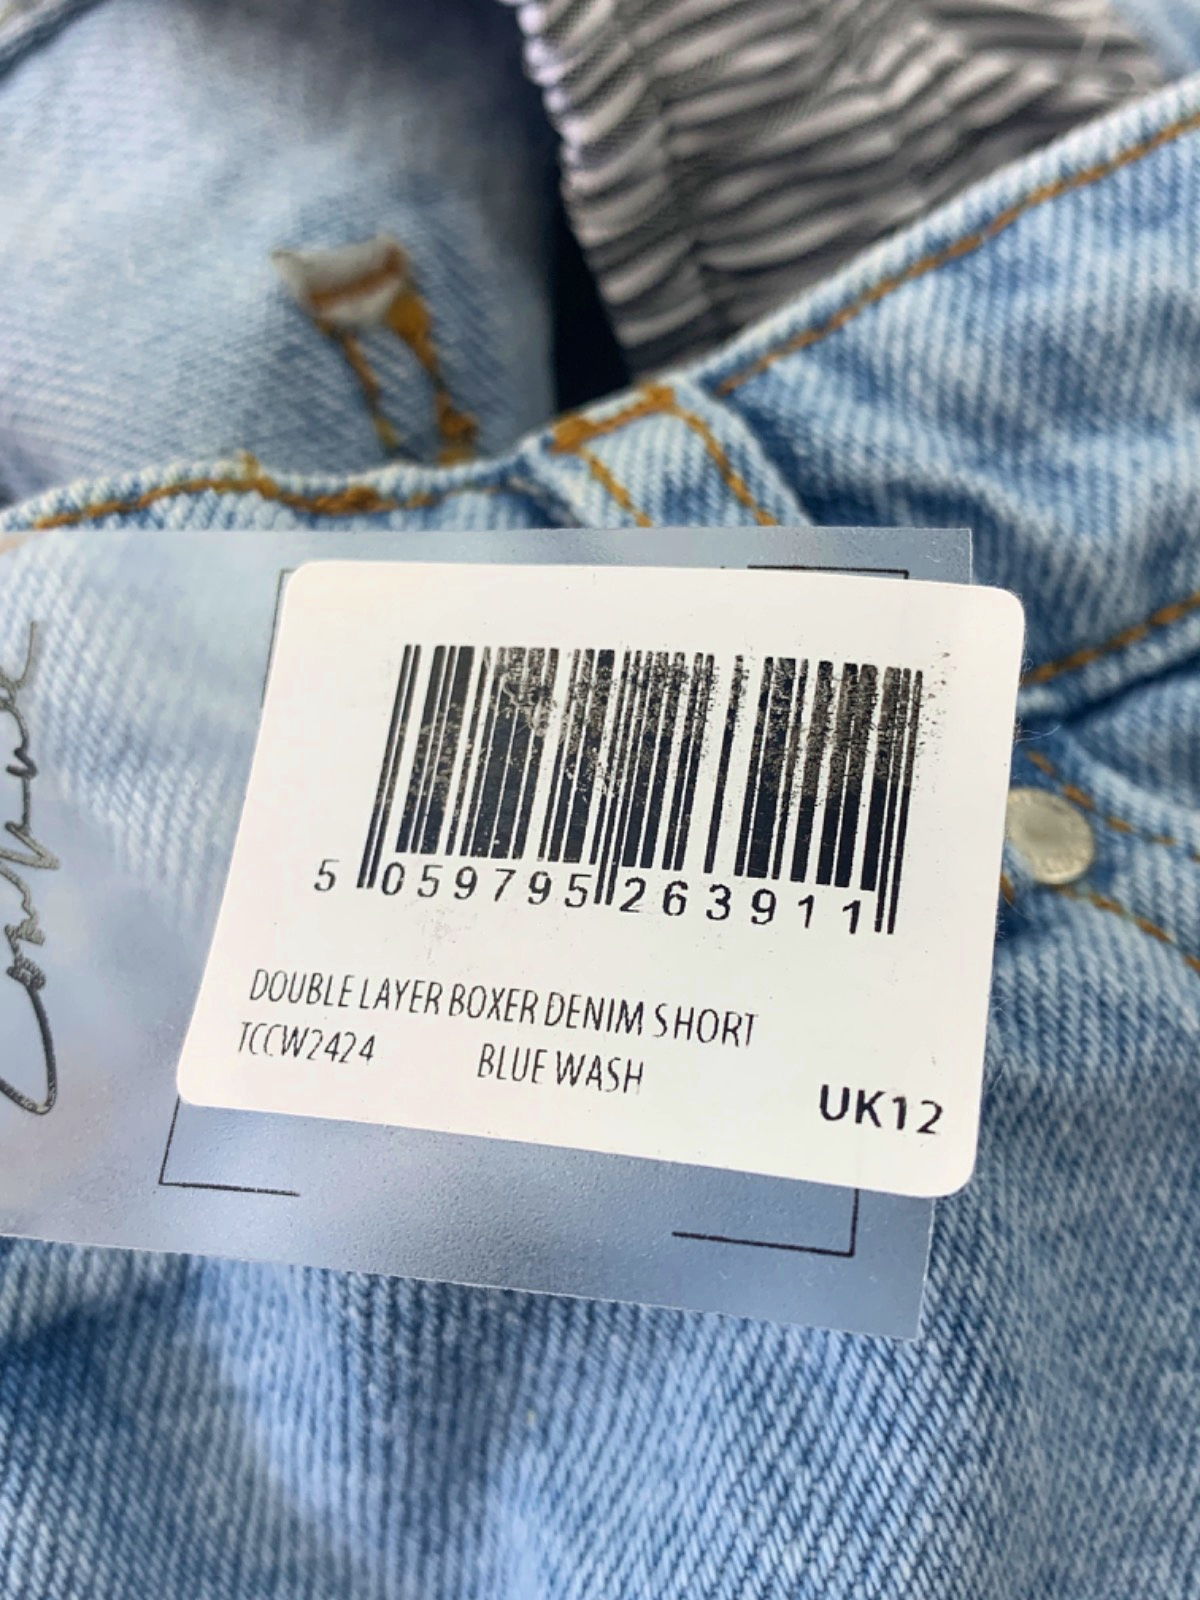 5 059795 263911
DOUBLE LAYER BOXER DENIM SHORT
TCCW2424 BLUE WASH
UK12